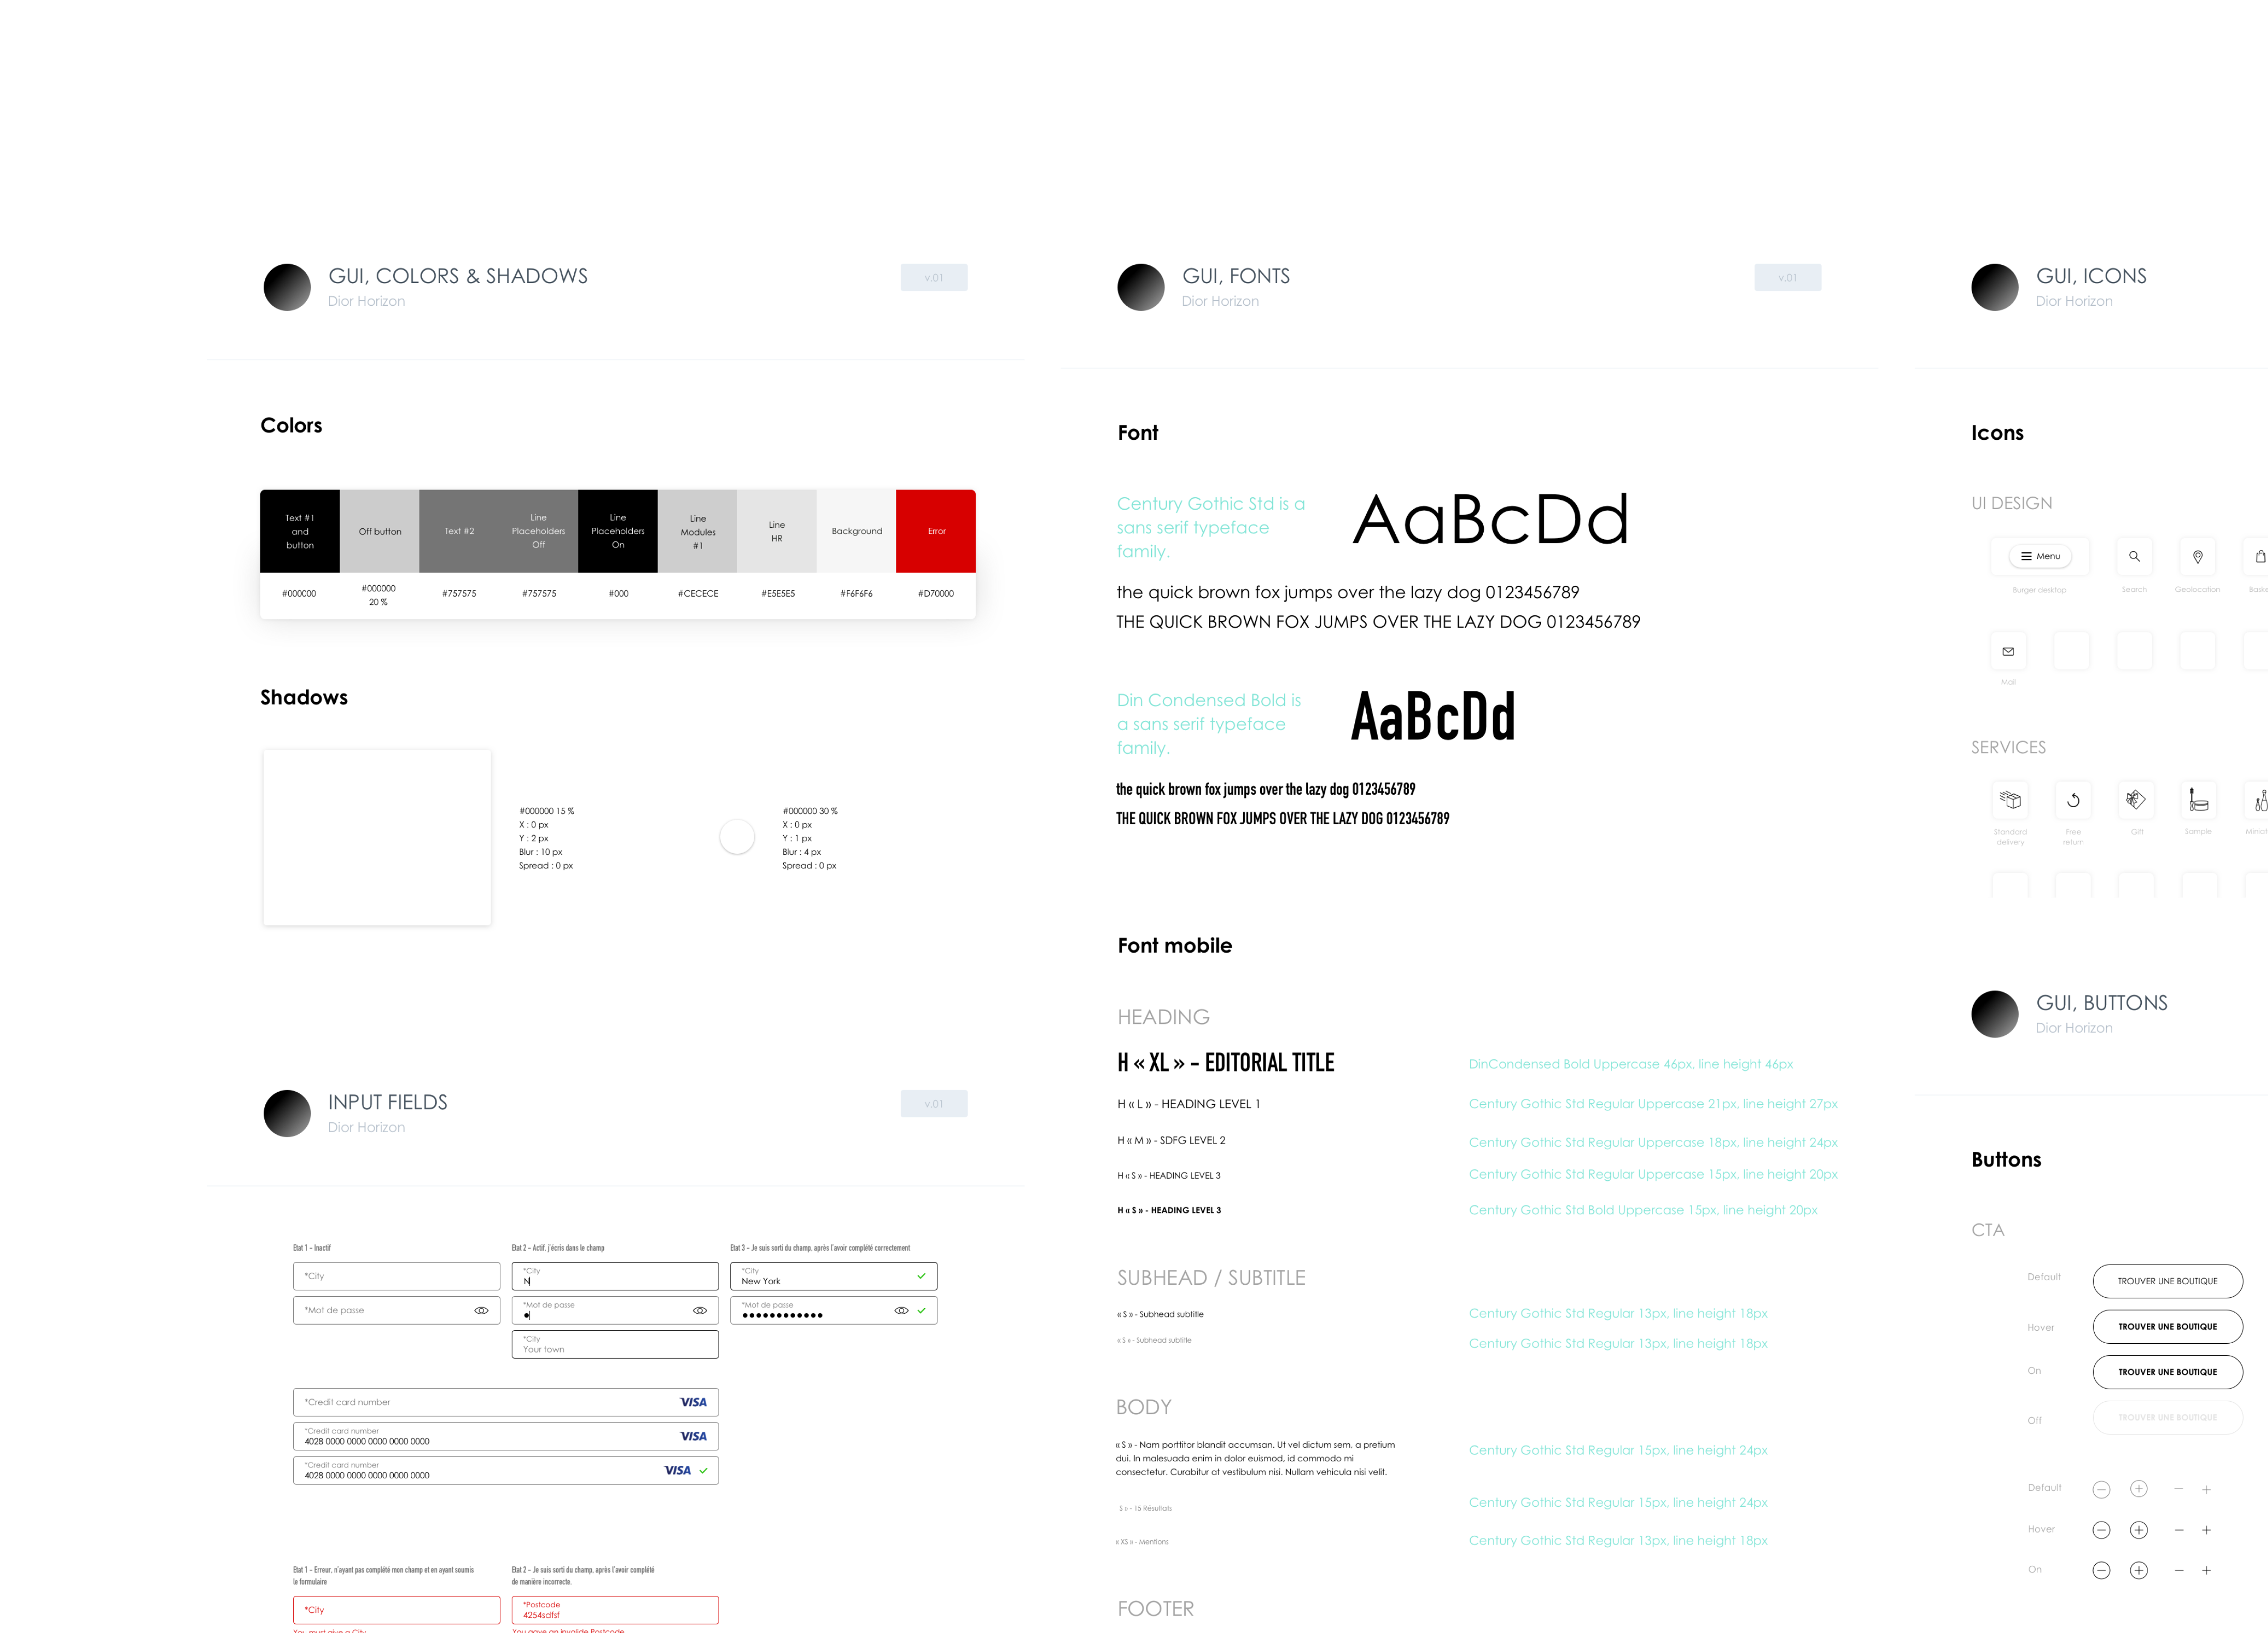 GUI, COLORS & SHADOWS
Dior Horizon
v.01
Colors
Text #1
and
button
Off button
Text #2
Line
Placeholders
Off
Line
Placeholders
On
Line
Modules
#1
Line
HR
Background
Error
#000000
#000000
20 %
#757575
#757575
#000
#CECECE
#E5E5E5
#F6F6F6
#D70000
Shadows
#000000 15 %
X : 0 px
Y : 2 px
Blur : 10 px
Spread : 0 px
#000000 30 %
X : 0 px
Y : 1 px
Blur : 4 px
Spread : 0 px
INPUT FIELDS
Dior Horizon
v.01
Etat 1 – Inactif
*City
*Mot de passe
Etat 2 – Actif, j'écris dans le champ
*City
N
*Mot de passe
*City
Your town
Etat 3 – Je suis sorti du champ, après l'avoir complété correctement
*City
New York
*Mot de passe
*Credit card number
VISA
*Credit card number
4028 0000 0000 0000 0000 0000
VISA
*Credit card number
4028 0000 0000 0000 0000 0000
VISA
Etat 1 – Erreur, n'ayant pas complété mon champ et en ayant soumis
le formulaire
*City
You must give a City
Etat 2 – Je suis sorti du champ, après l'avoir complété
de manière incorrecte.
*Postcode
4254sdfsf
You gave an invalide Postcode
GUI, FONTS
Dior Horizon
v.01
Font
Century Gothic Std is a
sans serif typeface
family.
AaBcDd
the quick brown fox jumps over the lazy dog 0123456789
THE QUICK BROWN FOX JUMPS OVER THE LAZY DOG 0123456789
Din Condensed Bold is
a sans serif typeface
family.
AaBcDd
the quick brown fox jumps over the lazy dog 0123456789
THE QUICK BROWN FOX JUMPS OVER THE LAZY DOG 0123456789
Font mobile
HEADING
H « XL » – EDITORIAL TITLE
DinCondensed Bold Uppercase 46px, line height 46px
H « L » - HEADING LEVEL 1
Century Gothic Std Regular Uppercase 21px, line height 27px
H « M » - SDFG LEVEL 2
Century Gothic Std Regular Uppercase 18px, line height 24px
H « S » - HEADING LEVEL 3
Century Gothic Std Regular Uppercase 15px, line height 20px
H « S » - HEADING LEVEL 3
Century Gothic Std Bold Uppercase 15px, line height 20px
SUBHEAD / SUBTITLE
« S » - Subhead subtitle
Century Gothic Std Regular 13px, line height 18px
« S » - Subhead subtitle
Century Gothic Std Regular 13px, line height 18px
BODY
« S » - Nam porttitor blandit accumsan. Ut vel dictum sem, a pretium
dui. In malesuada enim in dolor euismod, id commodo mi
consectetur. Curabitur at vestibulum nisi. Nullam vehicula nisi velit.
Century Gothic Std Regular 15px, line height 24px
S » - 15 Résultats
Century Gothic Std Regular 15px, line height 24px
« XS » - Mentions
Century Gothic Std Regular 13px, line height 18px
FOOTER
GUI, ICONS
Dior Horizon
Icons
UI DESIGN
Menu
Burger desktop
Search
Geolocation
Mail
SERVICES
Standard
delivery
Free
return
Gift
Sample
GUI, BUTTONS
Dior Horizon
Buttons
CTA
Default
TROUVER UNE BOUTIQUE
Hover
TROUVER UNE BOUTIQUE
On
TROUVER UNE BOUTIQUE
Off
TROUVER UNE BOUTIQUE
Default
Hover
On